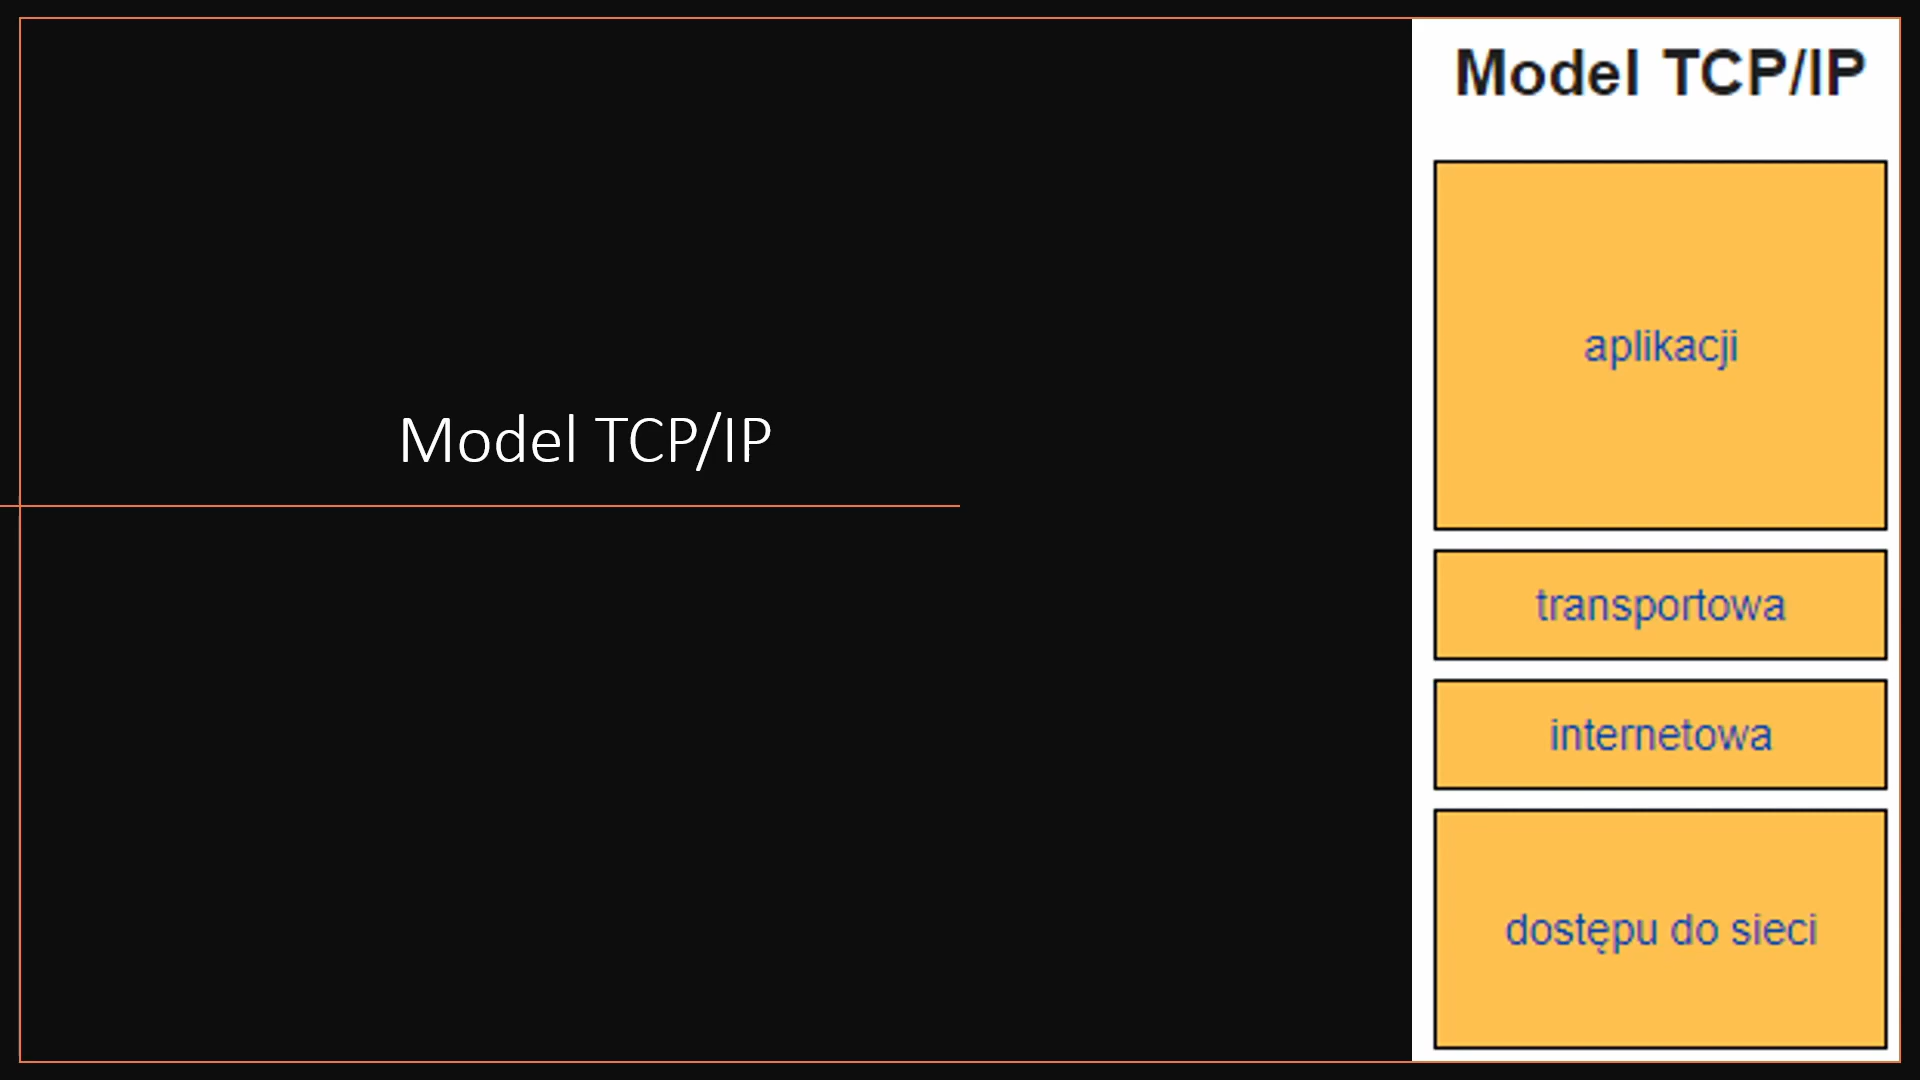 Model TCP/IP
Model TCP/IP
aplikacji
transportowa
internetowa
dostępu do sieci